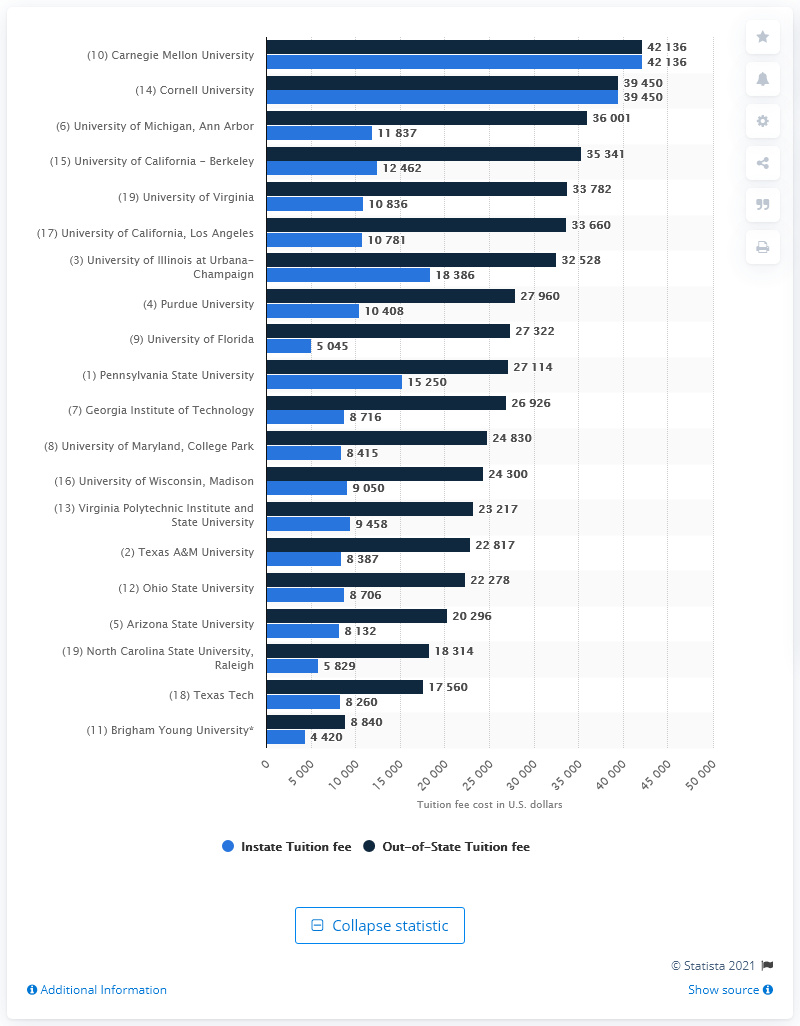 (10) Carnegie Mellon University
42 136
42 136
(14) Cornell University
39 450
39 450
(6) University of Michigan, Ann Arbor
36 001
11 837
(15) University of California - Berkeley
35 341
12 462
(19) University of Virginia
33 782
10 836
(17) University of California, Los Angeles
33 660
10 781
(3) University of Illinois at Urbana-
Champaign
32 528
18 386
(4) Purdue University
27 960
10 408
(9) University of Florida
27 322
5 045
(1) Pennsylvania State University
27 114
15 250
(7) Georgia Institute of Technology
26 926
8 716
(8) University of Maryland, College Park
24 830
8 415
(16) University of Wisconsin, Madison
24 300
9 050
(13) Virginia Polytechnic Institute and
State University
23 217
9 458
(2) Texas A&M University
22 817
8 387
(12) Ohio State University
22 278
8 706
(5) Arizona State University
20 296
8 132
(19) North Carolina State University,
Raleigh
18 314
5 829
(18) Texas Tech
17 560
8 260
(11) Brigham Young University*
8 840
4 420
0
5 000
10 000
15 000
20 000
25 000
30 000
35 000
40 000
45 000
50 000
Tuition fee cost in U.S. dollars
Instate Tuition fee
Out-of-State Tuition fee
Collapse statistic
© Statista 2021
Additional Information
Show source